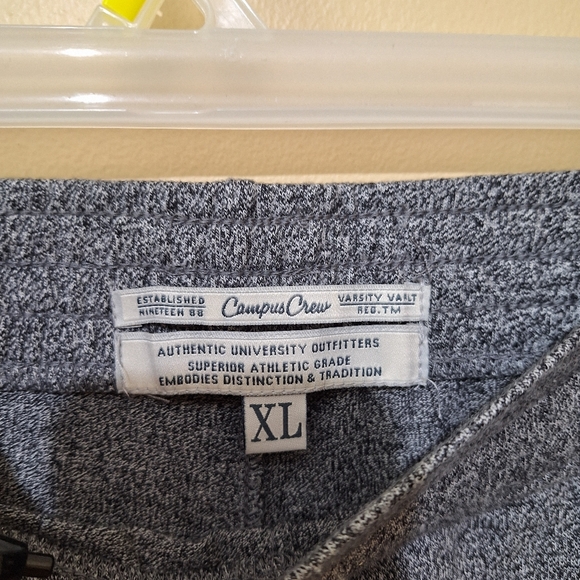 ESTABLISHED
NINETEEN 88
Campus Crew
VARSITY VAULT
REG.TM
AUTHENTIC UNIVERSITY OUTFITTERS
SUPERIOR ATHLETIC GRADE
EMBODIES DISTINCTION & TRADITION
XL